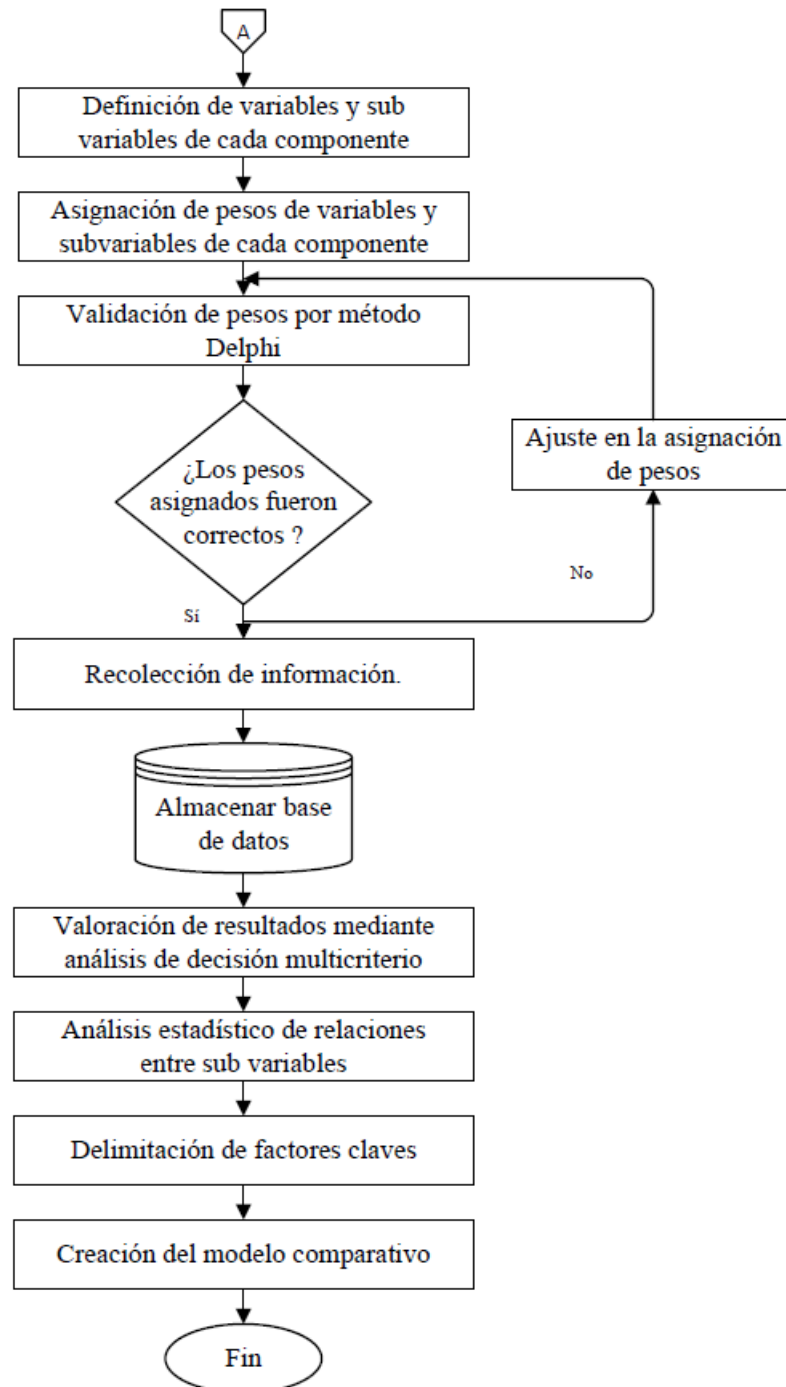 A
Definición de variables y sub
variables de cada componente
Asignación de pesos de variables y
subvariables de cada componente
Validación de pesos por método
Delphi
¿Los pesos
asignados fueron
correctos ?
Ajuste en la asignación
de pesos
No
Sí
Recolección de información.
Almacenar base
de datos
Valoración de resultados mediante
análisis de decisión multicriterio
Análisis estadístico de relaciones
entre sub variables
Delimitación de factores claves
Creación del modelo comparativo
Fin